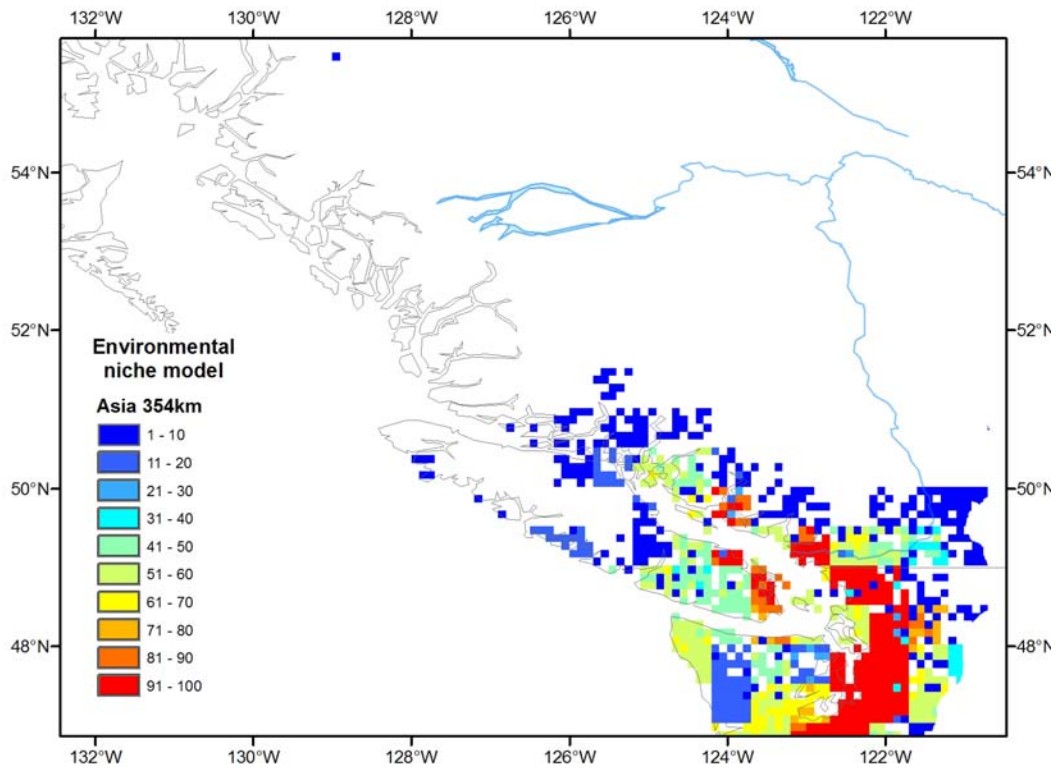 132°W 130°W 128°W 126°W 124°W 122°W
54°N 54°N
52°N 52°N
Environmental
niche model
Asia 354km
1 - 10
11 - 20
21 - 30
31 - 40
41 - 50
51 - 60
61 - 70
71 - 80
81 - 90
91 - 100
50°N 50°N
48°N 48°N
132°W 130°W 128°W 126°W 124°W 122°W